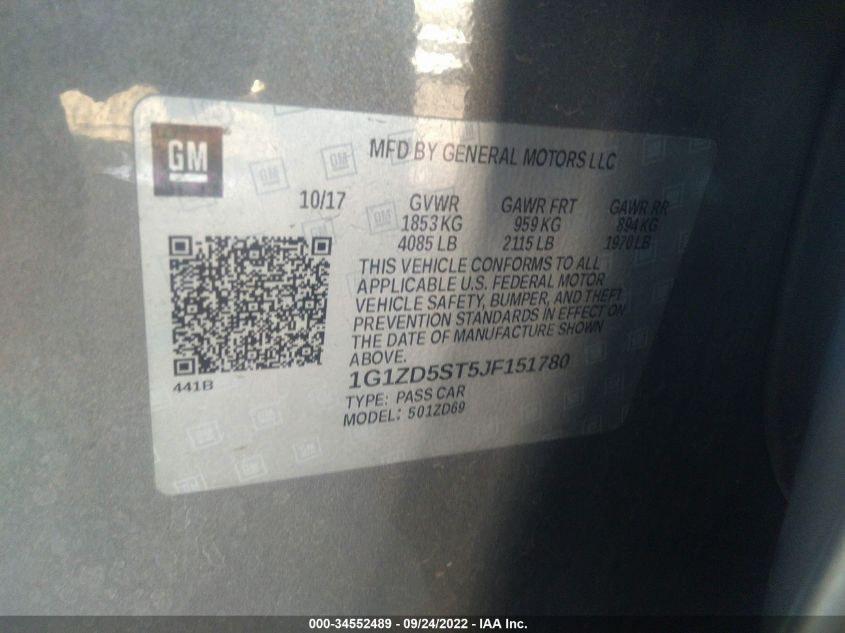 GM
MFD BY GENERAL MOTORS LLC
10/17
GVWR GAWR FRT GAWR RR
1853 KG 959 KG 894 KG
4085 LB 2115 LB 1970 LB
THIS VEHICLE CONFORMS TO ALL
APPLICABLE U.S. FEDERAL MOTOR
VEHICLE SAFETY, BUMPER, AND THEFT
PREVENTION STANDARDS IN EFFECT ON
THE DATE OF MANUFACTURE SHOWN
ABOVE.
441B
1G1ZD5ST5JF151780
TYPE: PASS CAR
MODEL: 501ZD69
000-34552489 - 09/24/2022 - IAA Inc.